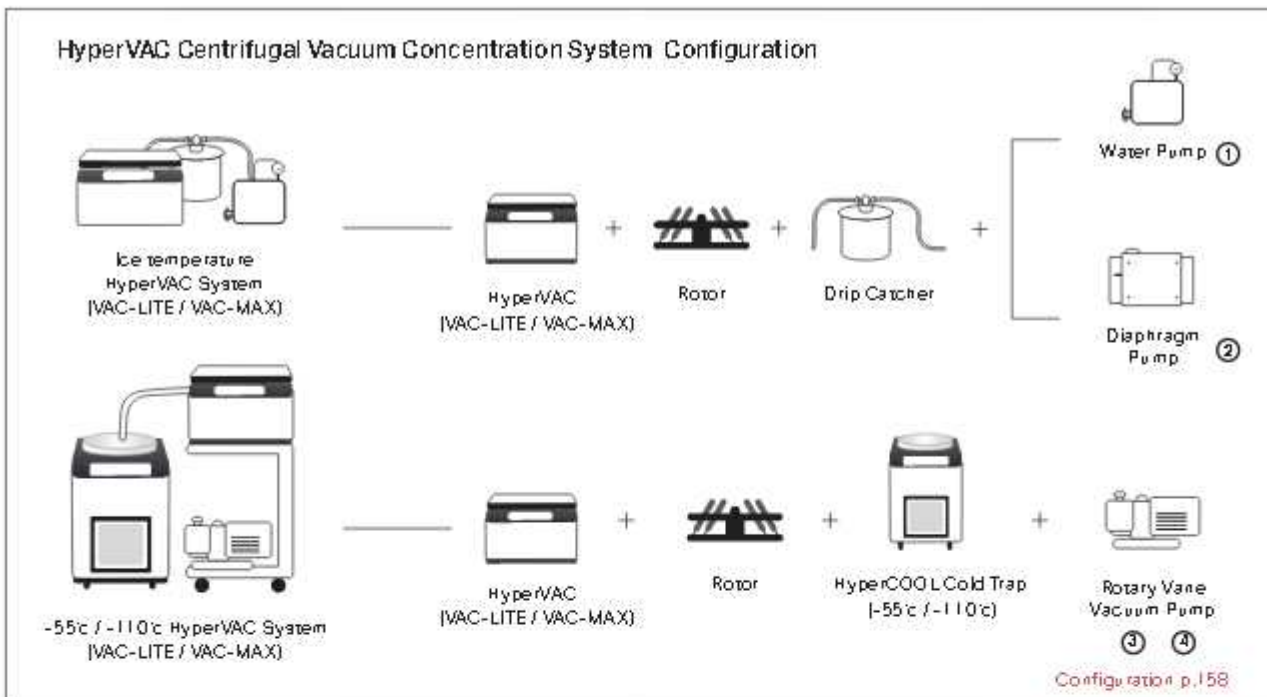 HyperVAC Centrifugal Vacuum Concentration System Configuration
Water Pump ①
Ice temperature
HyperVAC System
(VAC-LITE / VAC-MAX)
HyperVAC
(VAC-LITE / VAC-MAX)
+
Rotor
+
Drip Catcher
+
Diaphragm
Pump ②
-55℃ / -110℃ HyperVAC System
(VAC-LITE / VAC-MAX)
HyperVAC
(VAC-LITE / VAC-MAX)
+
Rotor
+
HyperCOOL Cold Trap
(-55℃ / -110℃)
+
Rotary Vane
Vacuum Pump
③ ④
Configuration p.158